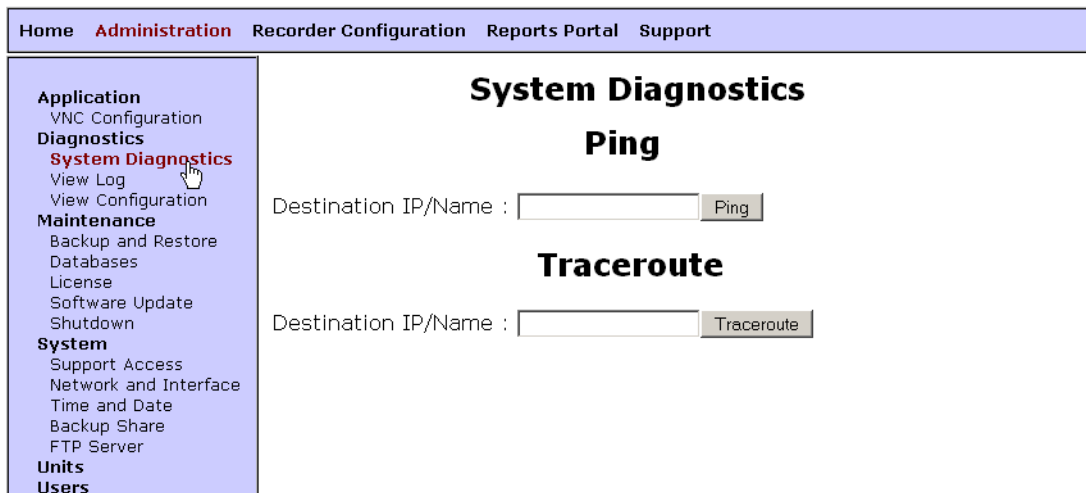 Home Administration Recorder Configuration Reports Portal Support
Application
VNC Configuration
Diagnostics
System Diagnostics
View Log
View Configuration
Maintenance
Backup and Restore
Databases
License
Software Update
Shutdown
System
Support Access
Network and Interface
Time and Date
Backup Share
FTP Server
Units
Users
System Diagnostics
Ping
Destination IP/Name : Ping
Traceroute
Destination IP/Name : Traceroute